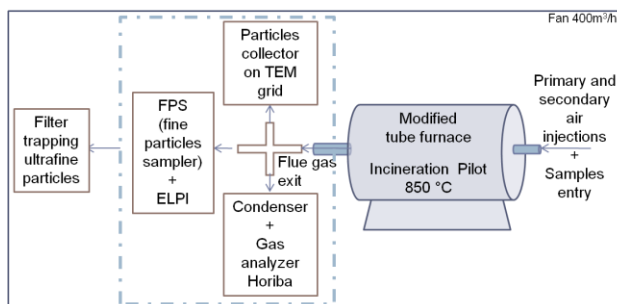 Fan 400m³/h
Particles
collector
on TEM
grid
Primary and
secondary
air
injections
+
Samples
entry
FPS
(fine
particles
sampler)
+
ELPI
Modified
tube furnace
Incineration Pilot
850 °C
Filter
trapping
ultrafine
particles
Flue gas
exit
Condenser
+
Gas
analyzer
Horiba